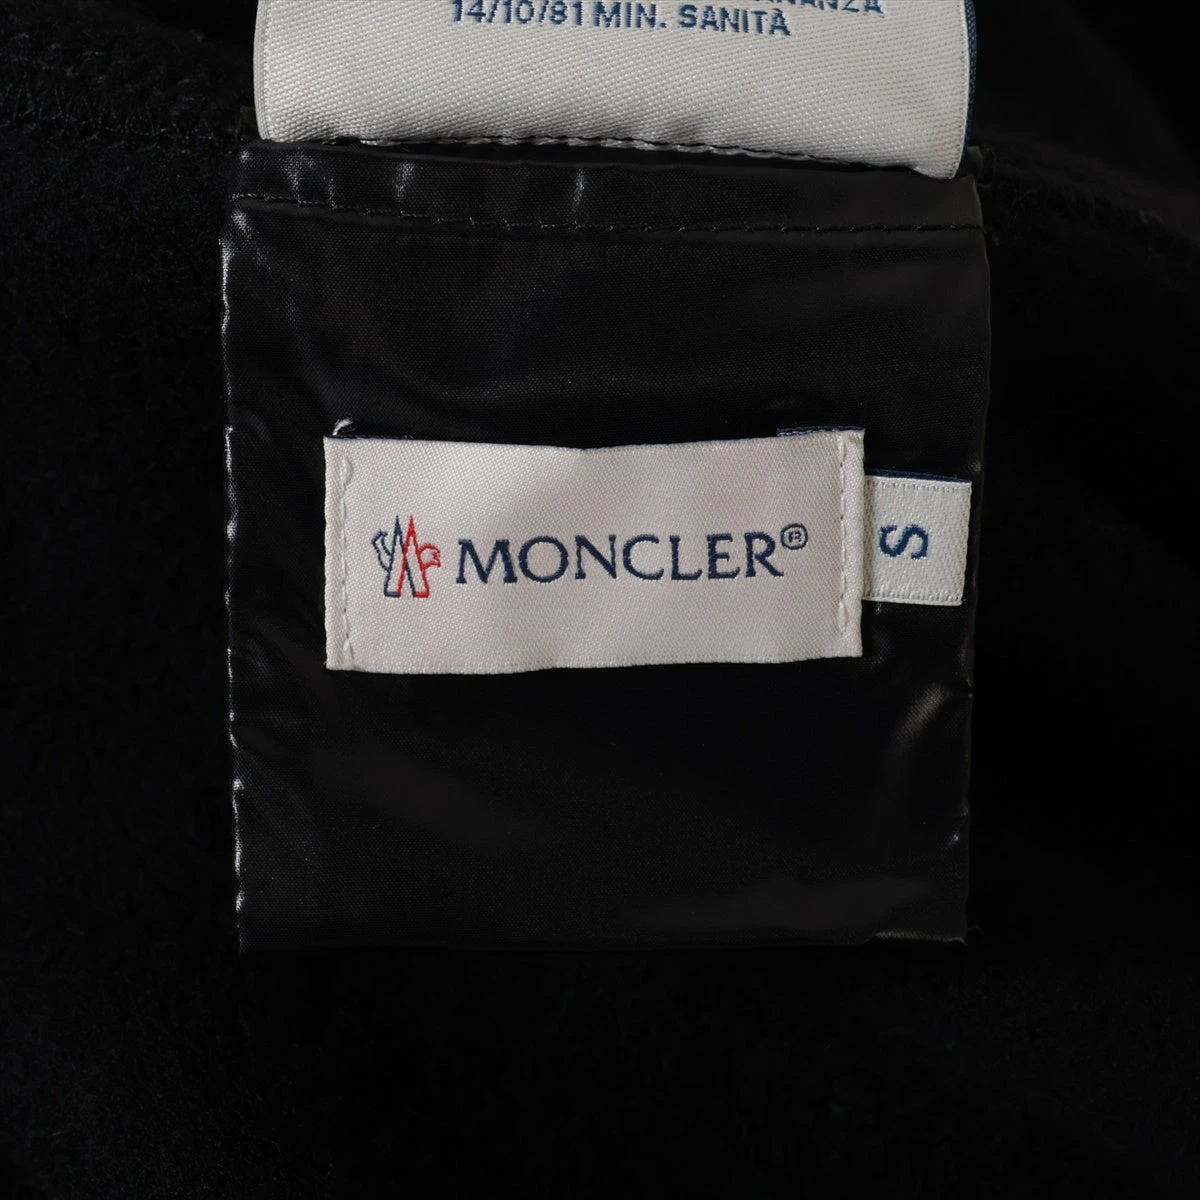 14/10/81 MIN. SANITÀ
MONCLER®
S